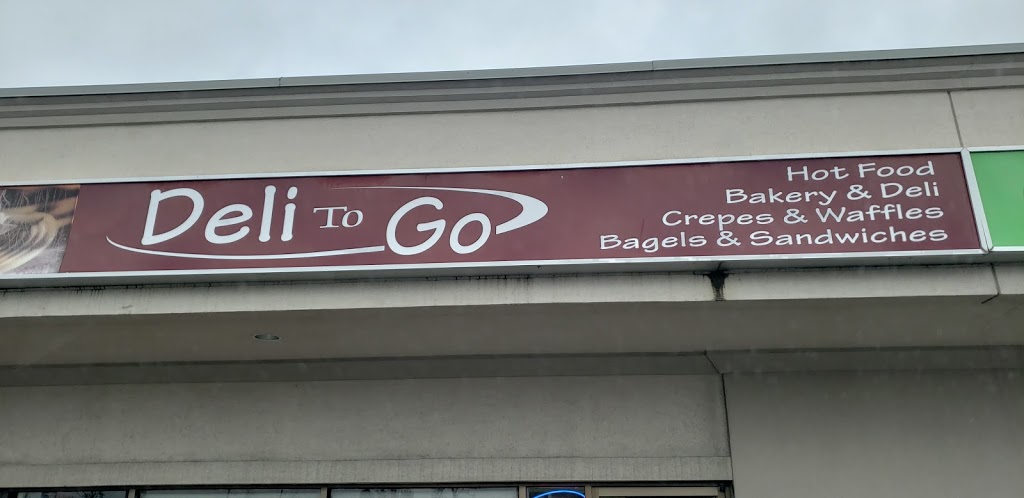 Deli To Go
Hot Food
Bakery & Deli
Crepes & Waffles
Bagels & Sandwiches